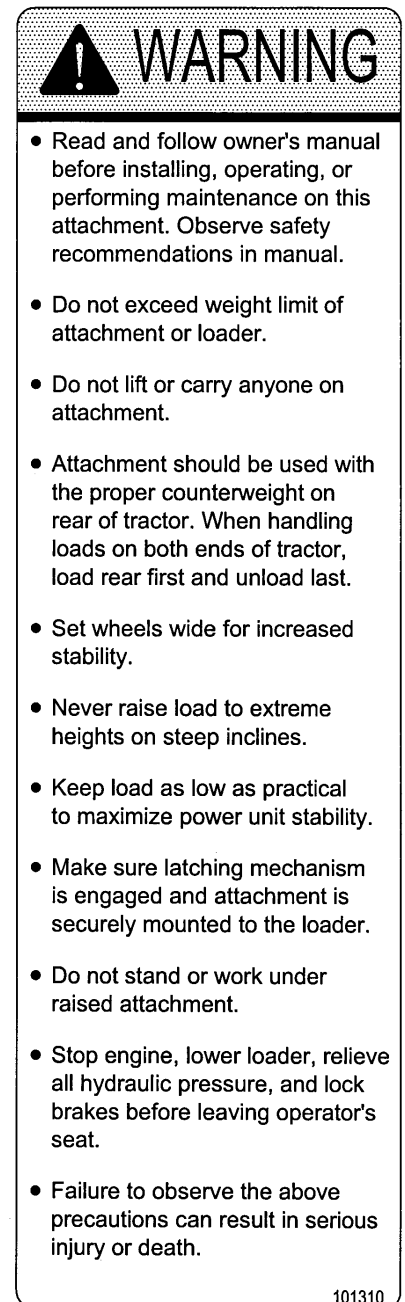 WARNING
• Read and follow owner's manual
before installing, operating, or
performing maintenance on this
attachment. Observe safety
recommendations in manual.
• Do not exceed weight limit of
attachment or loader.
• Do not lift or carry anyone on
attachment.
• Attachment should be used with
the proper counterweight on
rear of tractor. When handling
loads on both ends of tractor,
load rear first and unload last.
• Set wheels wide for increased
stability.
• Never raise load to extreme
heights on steep inclines.
• Keep load as low as practical
to maximize power unit stability.
• Make sure latching mechanism
is engaged and attachment is
securely mounted to the loader.
• Do not stand or work under
raised attachment.
• Stop engine, lower loader, relieve
all hydraulic pressure, and lock
brakes before leaving operator's
seat.
• Failure to observe the above
precautions can result in serious
injury or death.
101310